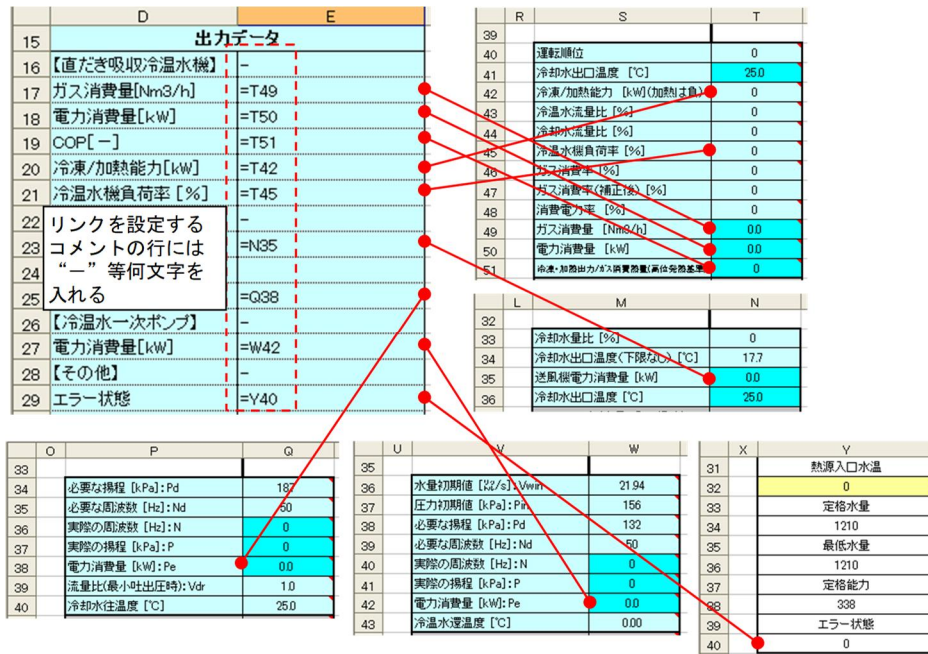 D E
15 出力データ
16 【直だき吸収冷温水機】 -
17 ガス消費量[Nm3/h] =T49
18 電力消費量[kW] =T50
19 COP[-] =T51
20 冷凍/加熱能力[kW] =T42
21 冷温水機負荷率[%] =T45
22 -
23 =N35
24
25 =Q38
26 【冷温水一次ポンプ】 -
27 電力消費量[kW] =W42
28 【その他】 -
29 エラー状態 =Y40
リンクを設定する
コメントの行には
“－”等何文字を
入れる
R S T
39
40 運転順位 0
41 冷却水出口温度 [℃] 25.0
42 冷凍/加熱能力 [kW](加熱は負) 0
43 冷温水流量比 [%] 0
44 冷却水流量比 [%] 0
45 冷温水機負荷率 [%] 0
46 ガス消費率 [%] 0
47 ガス消費率(補正後) [%] 0
48 消費電力率 [%] 0
49 ガス消費量 [Nm3/h] 0.0
50 電力消費量 [kW] 0.0
51 冷凍・加熱出力/ガス消費熱量(高位発熱基準 0
L M N
32
33 冷却水量比 [%] 0
34 冷却水出口温度(下限なし) [℃] 17.7
35 送風機電力消費量 [kW] 0.0
36 冷却水出口温度 [℃] 25.0
O P Q
33
34 必要な揚程 [kPa]:Pd 187
35 必要な周波数 [Hz]:Nd 50
36 実際の周波数 [Hz]:N 0
37 実際の揚程 [kPa]:P 0
38 電力消費量 [kW]:Pe 0.0
39 流量比(最小吐出圧時):Vdr 1.0
40 冷却水往温度 [℃] 25.0
U V W
35
36 水量初期値 [㍑/s]:Vwin 21.94
37 圧力初期値 [kPa]:Pin 156
38 必要な揚程 [kPa]:Pd 132
39 必要な周波数 [Hz]:Nd 50
40 実際の周波数 [Hz]:N 0
41 実際の揚程 [kPa]:P 0
42 電力消費量 [kW]:Pe 0.0
43 冷温水還温度 [℃] 0.00
X Y
31 熱源入口水温
32 0
33 定格水量
34 1210
35 最低水量
36 1210
37 定格能力
38 338
39 エラー状態
40 0